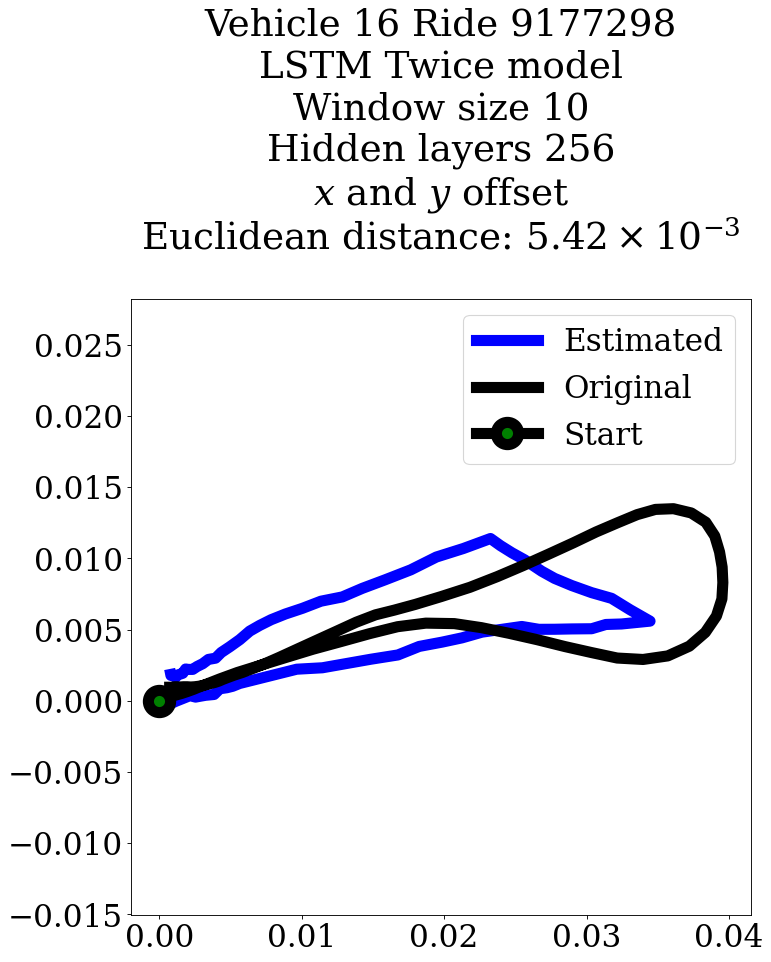 Vehicle 16 Ride 9177298
LSTM Twice model
Window size 10
Hidden layers 256
x and y offset
Euclidean distance: 5.42 × 10⁻³
Estimated
Original
Start
0.025
0.020
0.015
0.010
0.005
0.000
−0.005
−0.010
−0.015
0.00 0.01 0.02 0.03 0.04